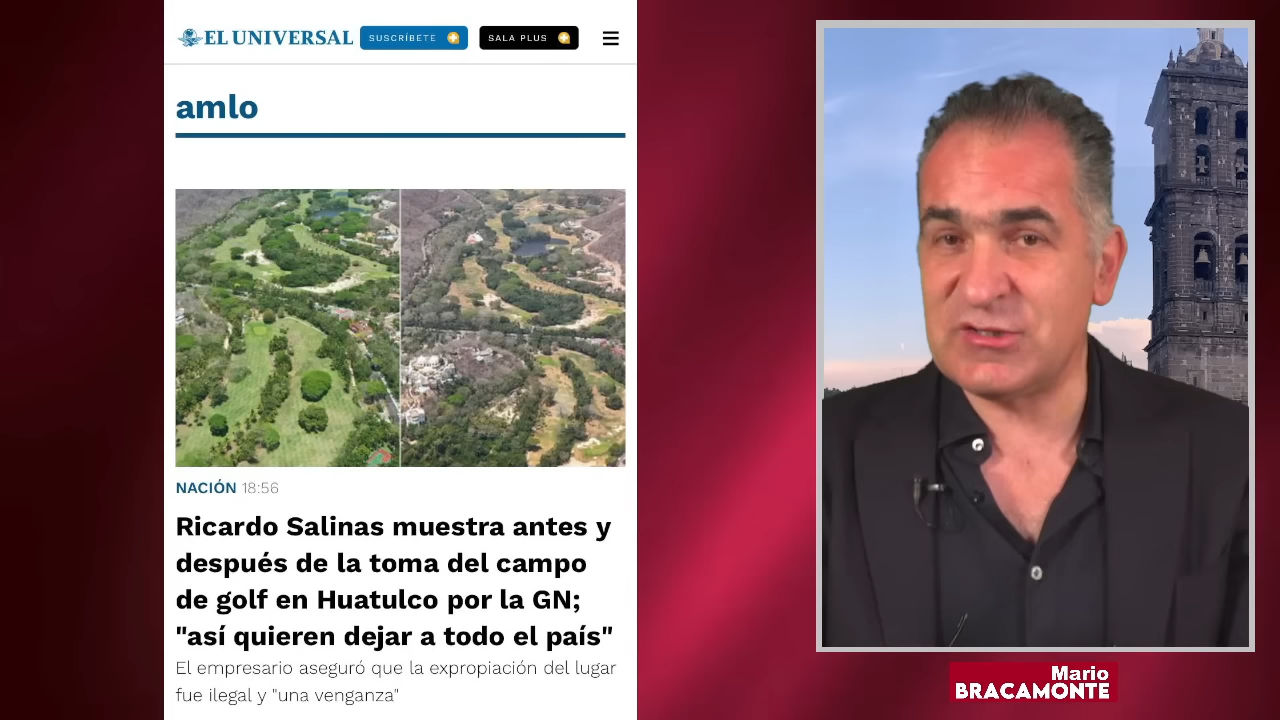 EL UNIVERSAL
SUSCRÍBETE
SALA PLUS
amlo
NACIÓN 18:56
Ricardo Salinas muestra antes y
después de la toma del campo
de golf en Huatulco por la GN;
"así quieren dejar a todo el país"
El empresario aseguró que la expropiación del lugar
fue ilegal y "una venganza"
Mario
BRACAMONTE